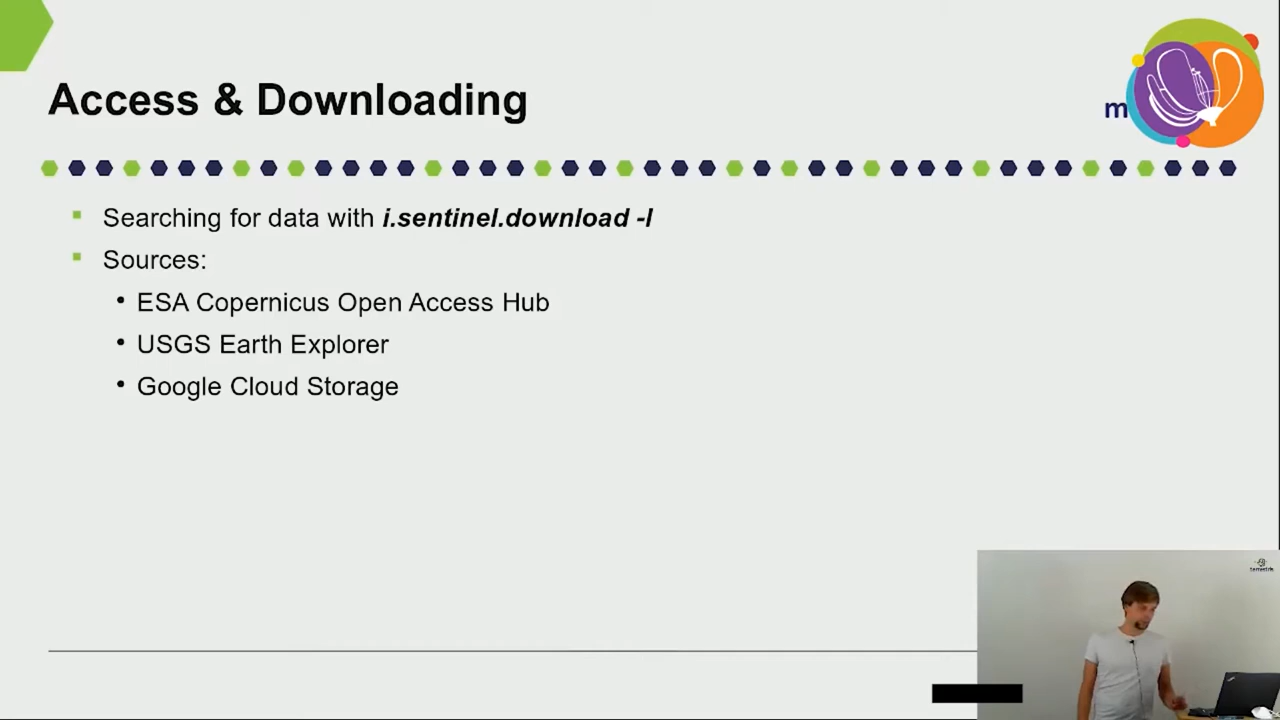 Access & Downloading
m
Searching for data with i.sentinel.download -l
Sources:
ESA Copernicus Open Access Hub
USGS Earth Explorer
Google Cloud Storage